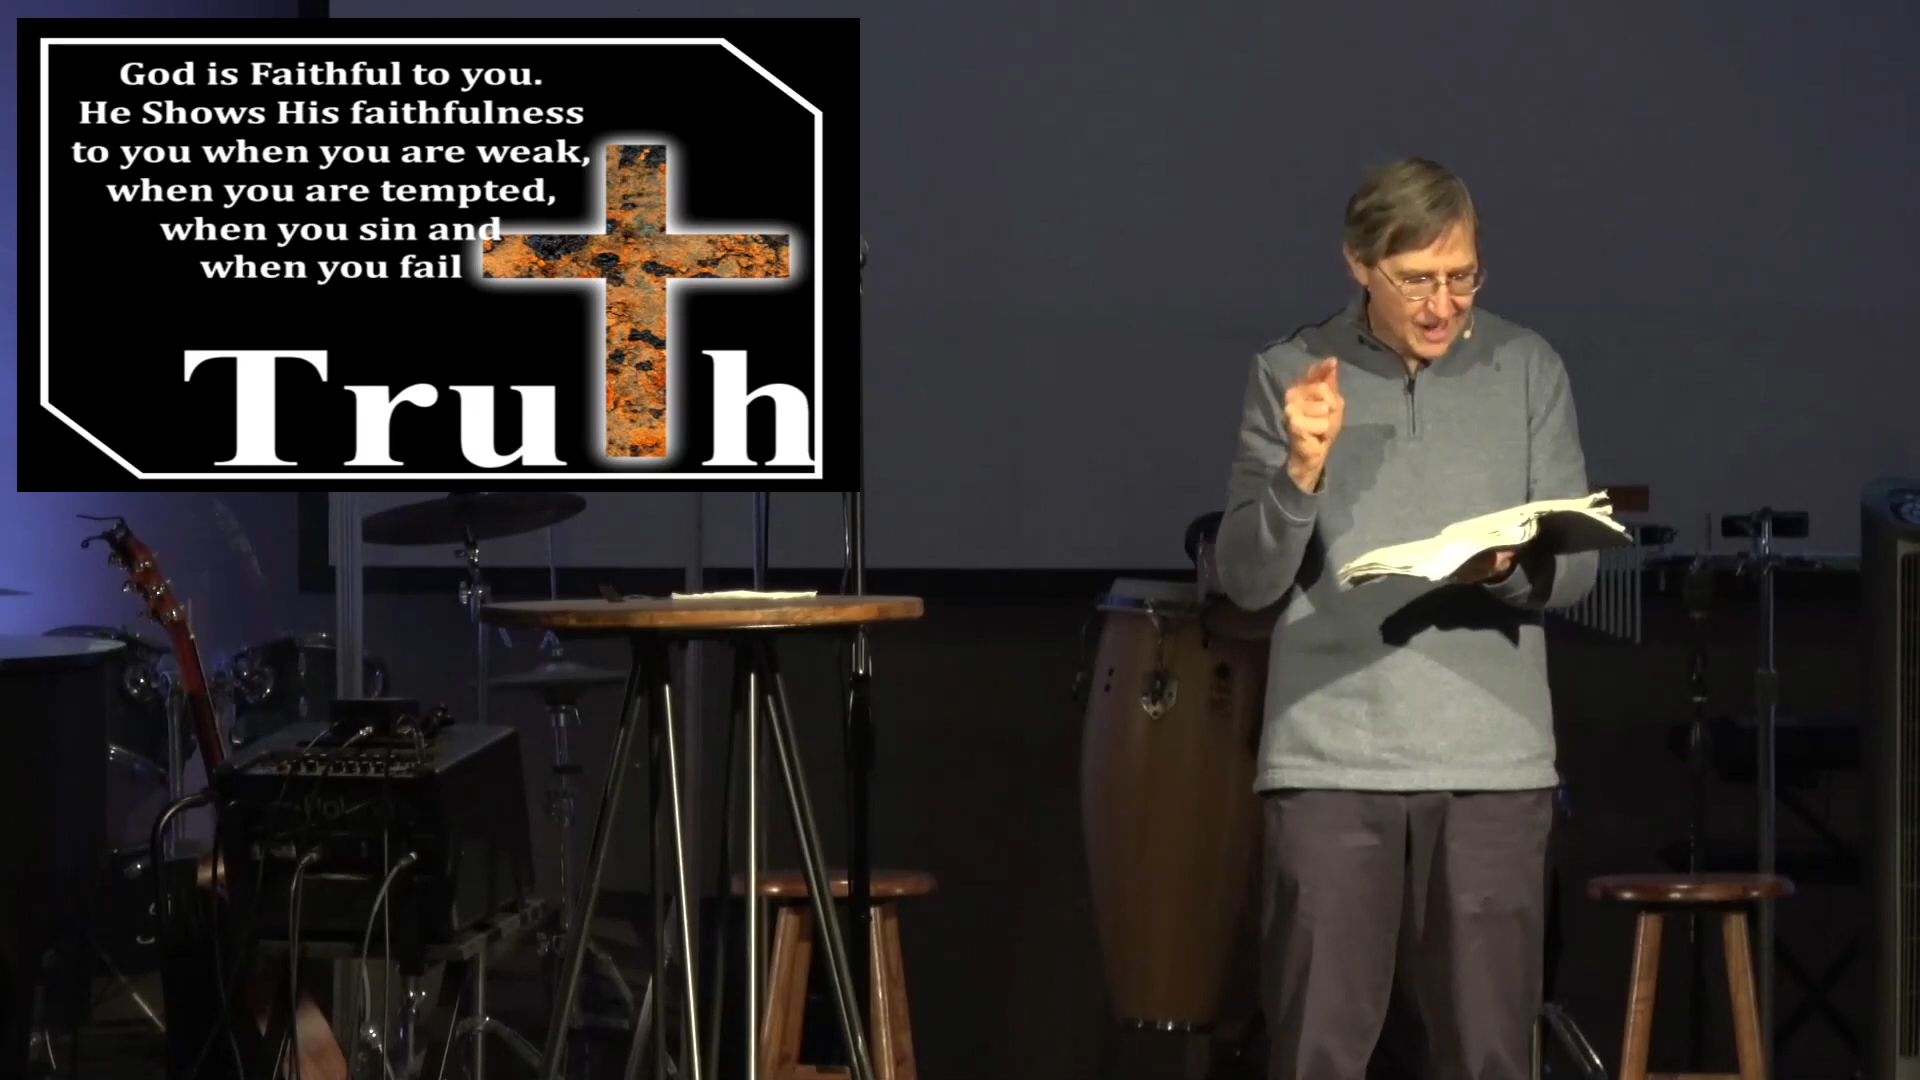 God is Faithful to you.
He Shows His faithfulness
to you when you are weak,
when you are tempted,
when you sin and
when you fail
Truth